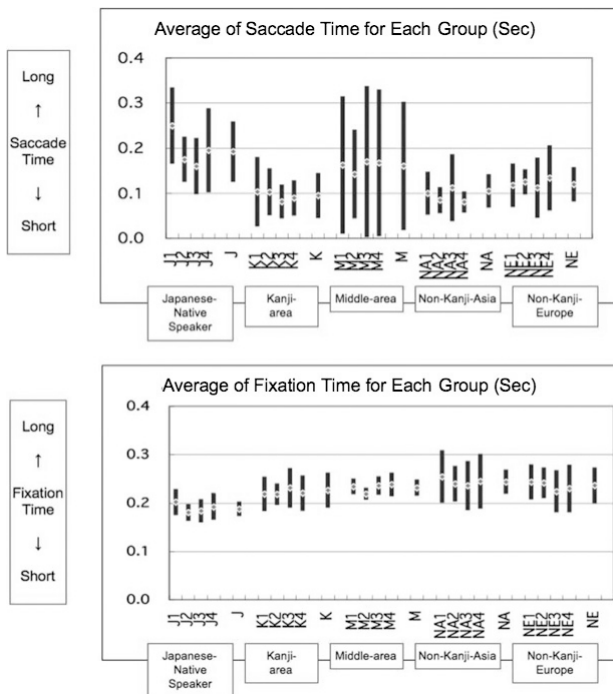 Average of Saccade Time for Each Group (Sec)
Long
↑
Saccade
Time
↓
Short
0.4
0.3
0.2
0.1
0.0
J1 J2 J3 J4 J K1 K2 K3 K4 K M1 M2 M3 M4 M NA1 NA2 NA3 NA4 NA NE1 NE2 NE3 NE4 NE
Japanese-
Native
Speaker
Kanji-
area
Middle-area
Non-Kanji-Asia
Non-Kanji-
Europe
Average of Fixation Time for Each Group (Sec)
Long
↑
Fixation
Time
↓
Short
0.4
0.3
0.2
0.1
0.0
J1 J2 J3 J4 J K1 K2 K3 K4 K M1 M2 M3 M4 M NA1 NA2 NA3 NA4 NA NE1 NE2 NE3 NE4 NE
Japanese-
Native
Speaker
Kanji-
area
Middle-area
Non-Kanji-Asia
Non-Kanji-
Europe